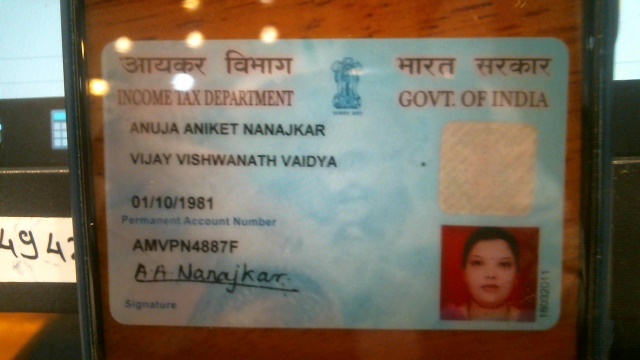 आयकर विभाग भारत सरकार
INCOME TAX DEPARTMENT GOVT. OF INDIA
ANUJA ANIKET NANAJKAR
VIJAY VISHWANATH VAIDYA
01/10/1981
Permanent Account Number
AMVPN4887F
A.A.Nanajkar.
Signature
18032011